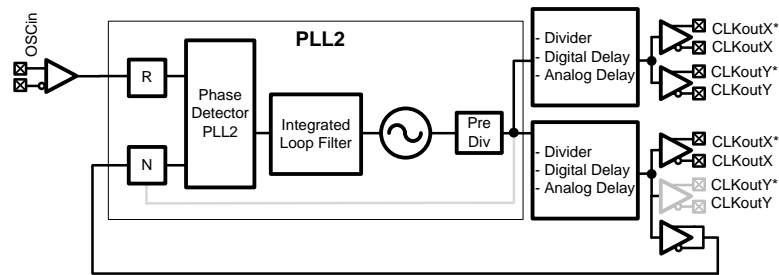 OSCin
PLL2
R
N
Phase
Detector
PLL2
Integrated
Loop Filter
Pre
Div
- Divider
- Digital Delay
- Analog Delay
CLKoutX*
CLKoutX
CLKoutY*
CLKoutY
- Divider
- Digital Delay
- Analog Delay
CLKoutX*
CLKoutX
CLKoutY*
CLKoutY